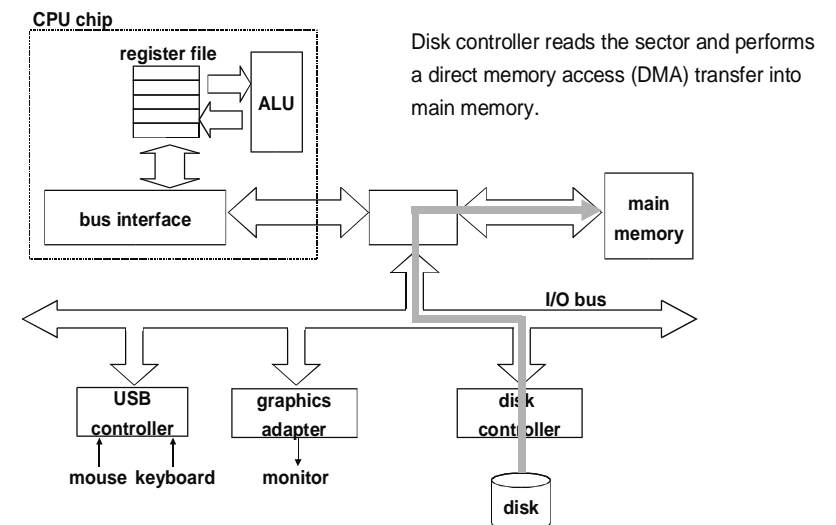 CPU chip
register file
ALU
Disk controller reads the sector and performs
a direct memory access (DMA) transfer into
main memory.
bus interface
main
memory
I/O bus
USB
controller
graphics
adapter
disk
controller
mouse keyboard
monitor
disk